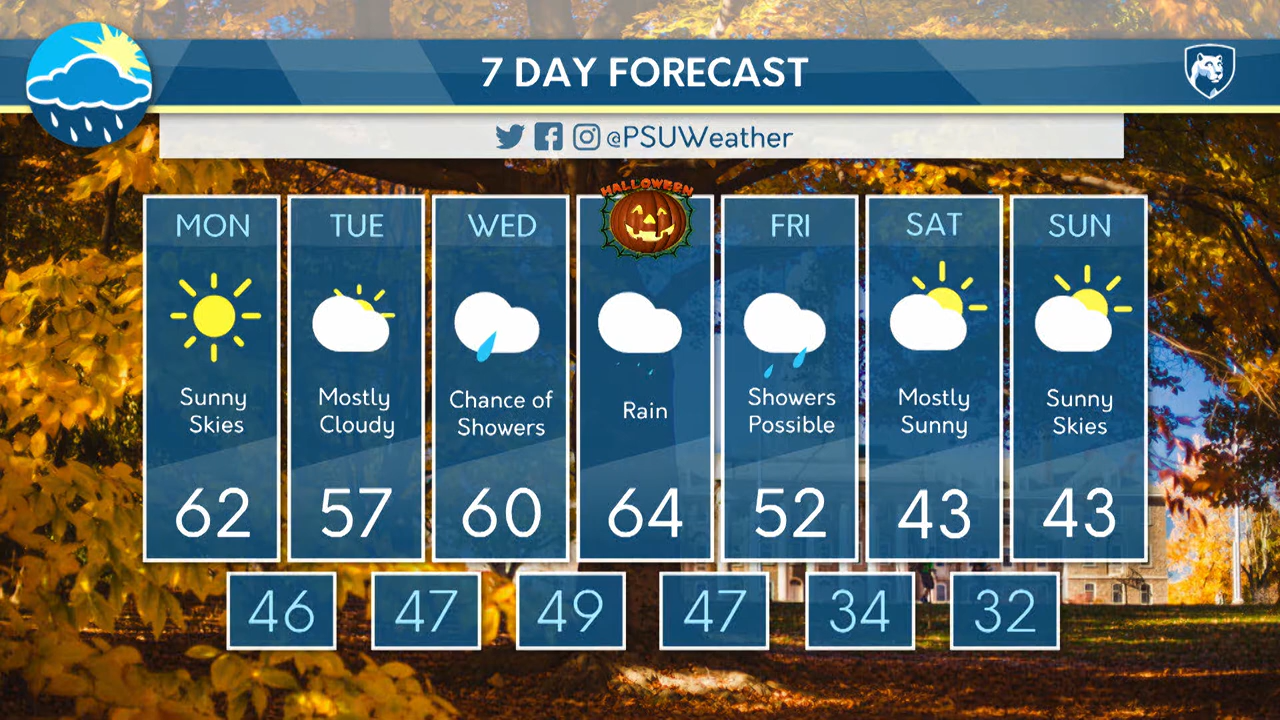 7 DAY FORECAST
@PSUWeather
HALLOWEEN
MON
TUE
WED
FRI
SAT
SUN
Sunny
Skies
Mostly
Cloudy
Chance of
Showers
Rain
Showers
Possible
Mostly
Sunny
Sunny
Skies
62
57
60
64
52
43
43
46
47
49
47
34
32